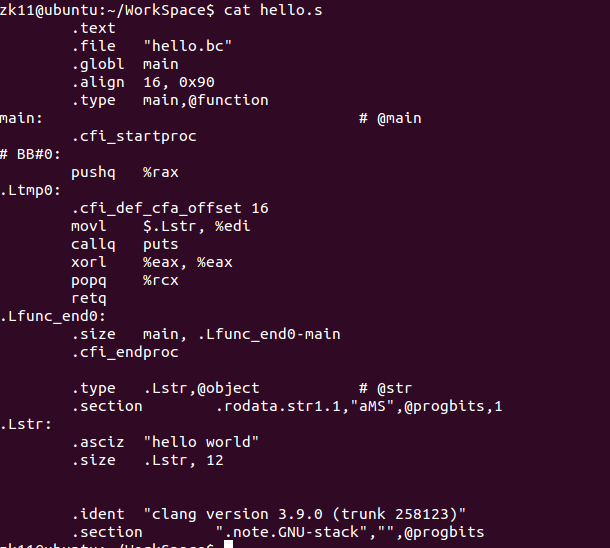 zk11@ubuntu:~/WorkSpace$ cat hello.s
.text
.file "hello.bc"
.globl main
.align 16, 0x90
.type main,@function
main: # @main
.cfi_startproc
# BB#0:
pushq %rax
.Ltmp0:
.cfi_def_cfa_offset 16
movl $.Lstr, %edi
callq puts
xorl %eax, %eax
popq %rcx
retq
.Lfunc_end0:
.size main, .Lfunc_end0-main
.cfi_endproc
.type .Lstr,@object # @str
.section .rodata.str1.1,"aMS",@progbits,1
.Lstr:
.asciz "hello world"
.size .Lstr, 12
.ident "clang version 3.9.0 (trunk 258123)"
.section ".note.GNU-stack","",@progbits
zk11@ubuntu:~/WorkSpace$